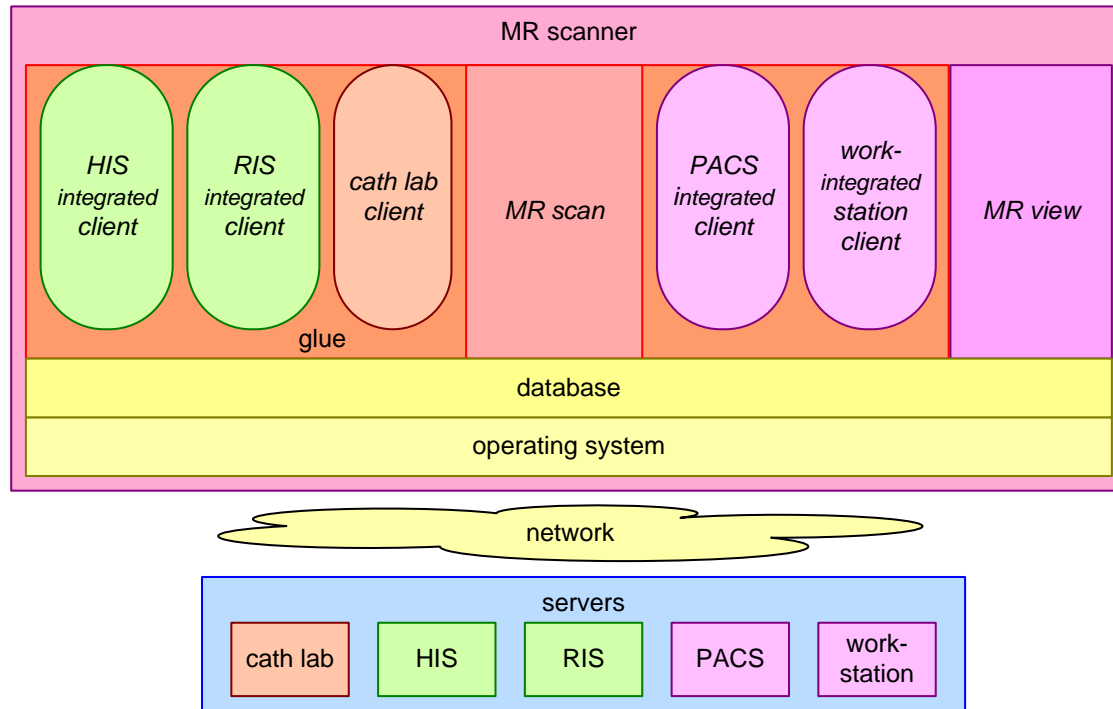 MR scanner
HIS
integrated
client
RIS
integrated
client
cath lab
client
MR scan
PACS
integrated
client
work-
integrated
station
client
MR view
glue
database
operating system
network
servers
cath lab
HIS
RIS
PACS
work-
station